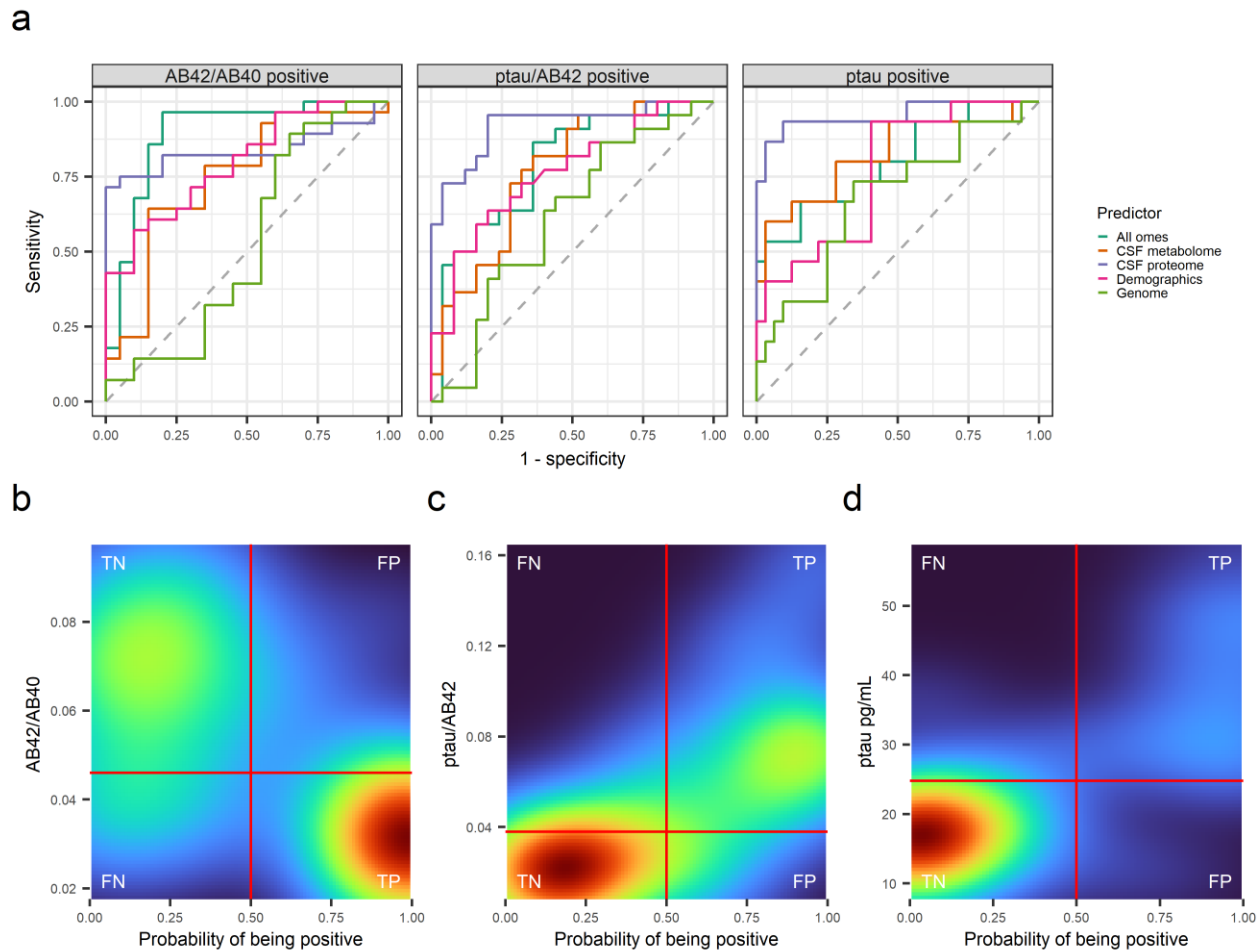 a
AB42/AB40 positive
ptau/AB42 positive
ptau positive
Sensitivity
1.00
0.75
0.50
0.25
0.00
0.00 0.25 0.50 0.75 1.00
0.00 0.25 0.50 0.75 1.00
0.00 0.25 0.50 0.75 1.00
1 - specificity
Predictor
All omes
CSF metabolome
CSF proteome
Demographics
Genome
b
AB42/AB40
0.08
0.06
0.04
0.02
TN
FP
FN
TP
0.00 0.25 0.50 0.75 1.00
Probability of being positive
c
ptau/AB42
0.16
0.12
0.08
0.04
FN
TP
TN
FP
0.00 0.25 0.50 0.75 1.00
Probability of being positive
d
ptau pg/mL
50
40
30
20
10
FN
TP
TN
FP
0.00 0.25 0.50 0.75 1.00
Probability of being positive